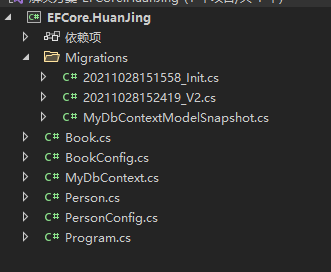 EFCore.HuanJing
依赖项
Migrations
C# 20211028151558_Init.cs
C# 20211028152419_V2.cs
C# MyDbContextModelSnapshot.cs
C# Book.cs
C# BookConfig.cs
C# MyDbContext.cs
C# Person.cs
C# PersonConfig.cs
C# Program.cs